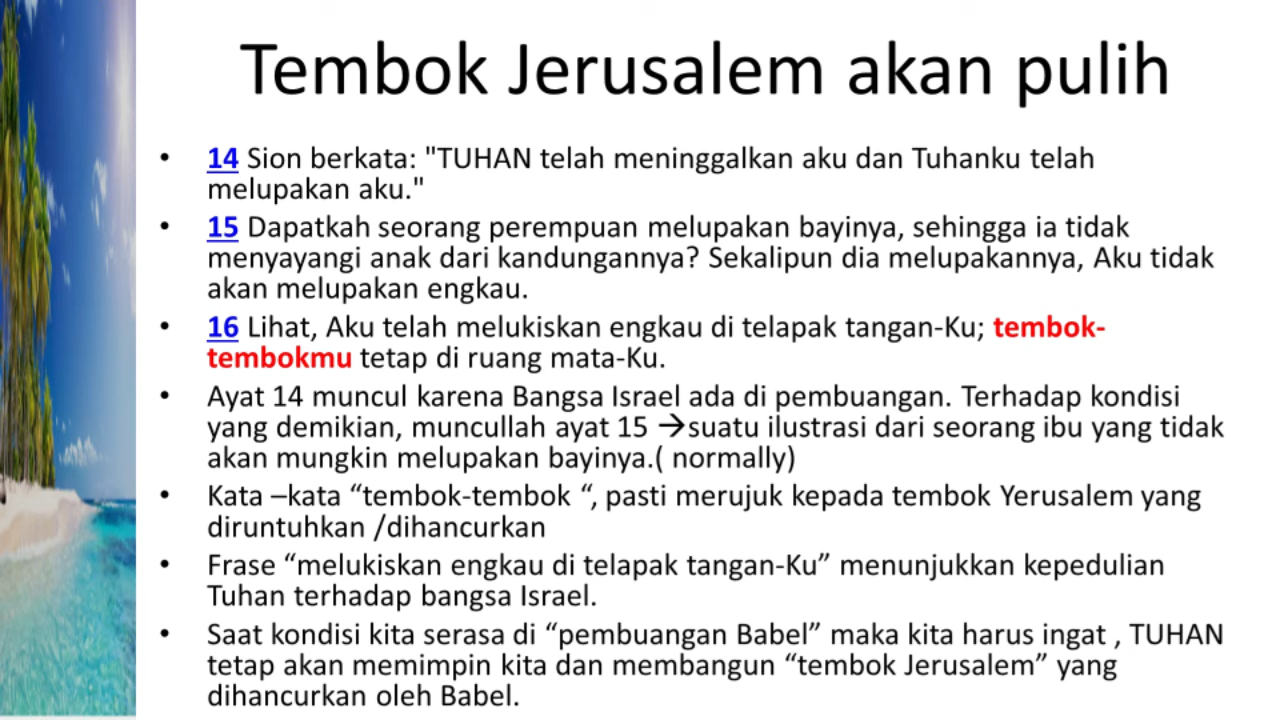 Tembok Jerusalem akan pulih
• 14 Sion berkata: "TUHAN telah meninggalkan aku dan Tuhanku telah
melupakan aku."
• 15 Dapatkah seorang perempuan melupakan bayinya, sehingga ia tidak
menyayangi anak dari kandungannya? Sekalipun dia melupakannya, Aku tidak
akan melupakan engkau.
• 16 Lihat, Aku telah melukiskan engkau di telapak tangan-Ku; tembok-
tembokmu tetap di ruang mata-Ku.
• Ayat 14 muncul karena Bangsa Israel ada di pembuangan. Terhadap kondisi
yang demikian, muncullah ayat 15 →suatu ilustrasi dari seorang ibu yang tidak
akan mungkin melupakan bayinya.( normally)
• Kata –kata “tembok-tembok “, pasti merujuk kepada tembok Yerusalem yang
diruntuhkan /dihancurkan
• Frase “melukiskan engkau di telapak tangan-Ku” menunjukkan kepedulian
Tuhan terhadap bangsa Israel.
• Saat kondisi kita serasa di “pembuangan Babel” maka kita harus ingat , TUHAN
tetap akan memimpin kita dan membangun “tembok Jerusalem” yang
dihancurkan oleh Babel.